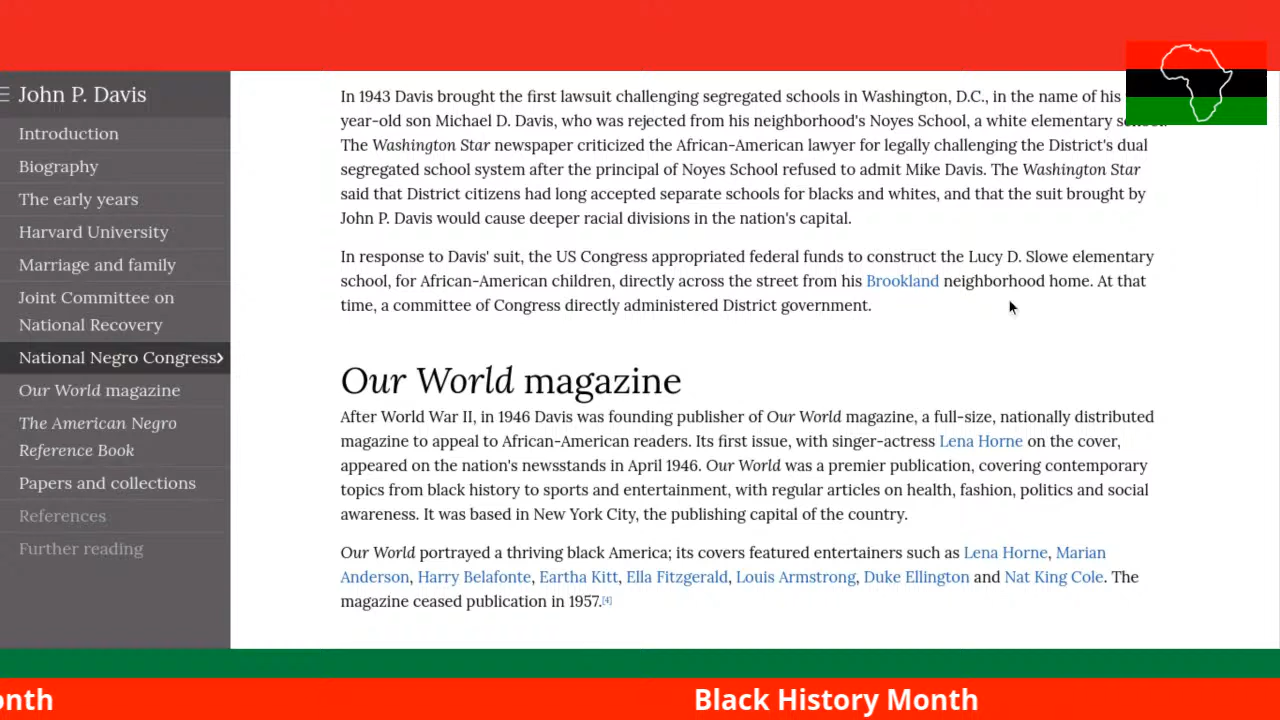 John P. Davis
Introduction
Biography
The early years
Harvard University
Marriage and family
Joint Committee on
National Recovery
National Negro Congress
Our World magazine
The American Negro
Reference Book
Papers and collections
References
Further reading
In 1943 Davis brought the first lawsuit challenging segregated schools in Washington, D.C., in the name of his
year-old son Michael D. Davis, who was rejected from his neighborhood's Noyes School, a white elementary
The Washington Star newspaper criticized the African-American lawyer for legally challenging the District's dual
segregated school system after the principal of Noyes School refused to admit Mike Davis. The Washington Star
said that District citizens had long accepted separate schools for blacks and whites, and that the suit brought by
John P. Davis would cause deeper racial divisions in the nation's capital.
In response to Davis' suit, the US Congress appropriated federal funds to construct the Lucy D. Slowe elementary
school, for African-American children, directly across the street from his Brookland neighborhood home. At that
time, a committee of Congress directly administered District government.
Our World magazine
After World War II, in 1946 Davis was founding publisher of Our World magazine, a full-size, nationally distributed
magazine to appeal to African-American readers. Its first issue, with singer-actress Lena Horne on the cover,
appeared on the nation's newsstands in April 1946. Our World was a premier publication, covering contemporary
topics from black history to sports and entertainment, with regular articles on health, fashion, politics and social
awareness. It was based in New York City, the publishing capital of the country.
Our World portrayed a thriving black America; its covers featured entertainers such as Lena Horne, Marian
Anderson, Harry Belafonte, Eartha Kitt, Ella Fitzgerald, Louis Armstrong, Duke Ellington and Nat King Cole. The
magazine ceased publication in 1957.[4]
onth Black History Month